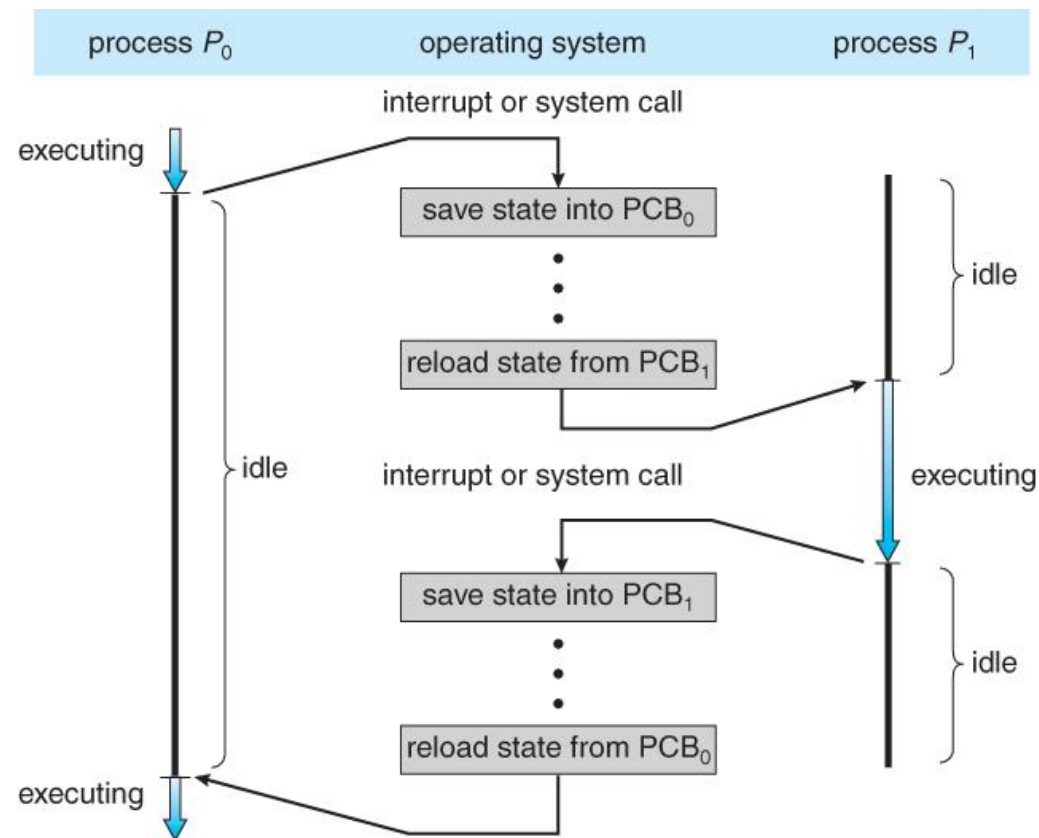 process P₀ operating system process P₁
interrupt or system call
executing
save state into PCB₀
idle
reload state from PCB₁
idle
interrupt or system call
executing
save state into PCB₁
idle
reload state from PCB₀
executing